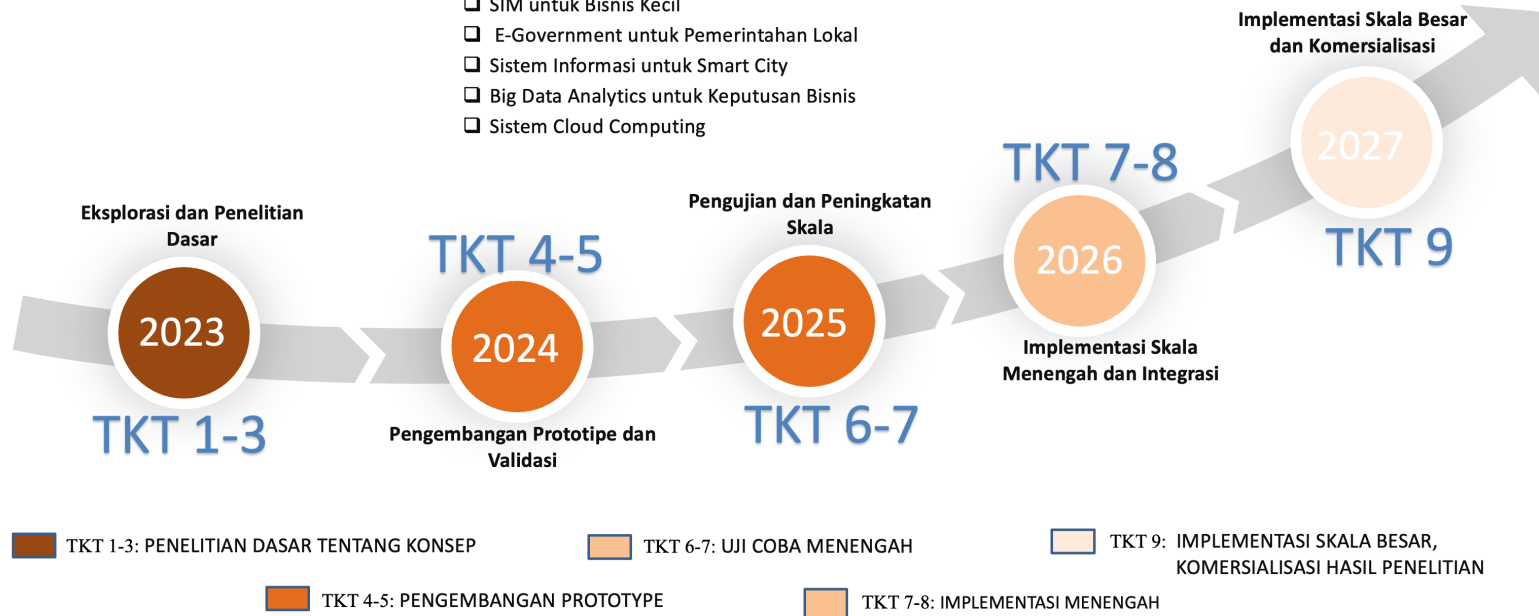 SIM untuk Bisnis Kecil
E-Government untuk Pemerintahan Lokal
Sistem Informasi untuk Smart City
Big Data Analytics untuk Keputusan Bisnis
Sistem Cloud Computing
Implementasi Skala Besar
dan Komersialisasi
2027
TKT 9
TKT 7-8
2026
Implementasi Skala
Menengah dan Integrasi
Pengujian dan Peningkatan
Skala
2025
TKT 6-7
Eksplorasi dan Penelitian
Dasar
2023
TKT 1-3
TKT 4-5
2024
Pengembangan Prototipe dan
Validasi
TKT 1-3: PENELITIAN DASAR TENTANG KONSEP
TKT 6-7: UJI COBA MENENGAH
TKT 9: IMPLEMENTASI SKALA BESAR,
KOMERSIALISASI HASIL PENELITIAN
TKT 4-5: PENGEMBANGAN PROTOTYPE
TKT 7-8: IMPLEMENTASI MENENGAH